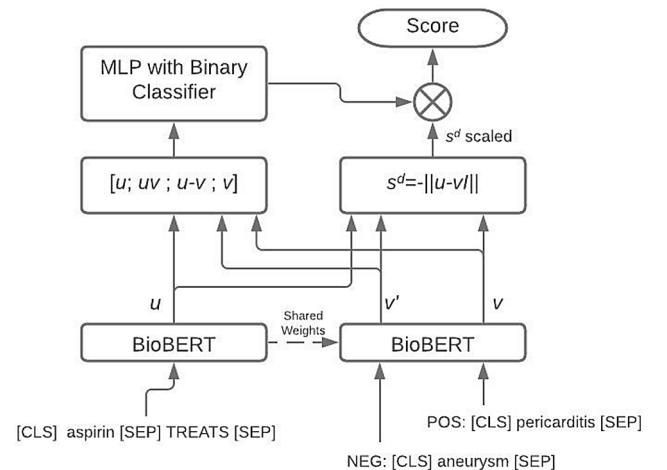 Score
MLP with Binary
Classifier
s^d scaled
[u; uv ; u-v ; v]
s^d=-||u-vI||
u
v'
v
Shared
Weights
BioBERT
BioBERT
[CLS] aspirin [SEP] TREATS [SEP]
POS: [CLS] pericarditis [SEP]
NEG: [CLS] aneurysm [SEP]